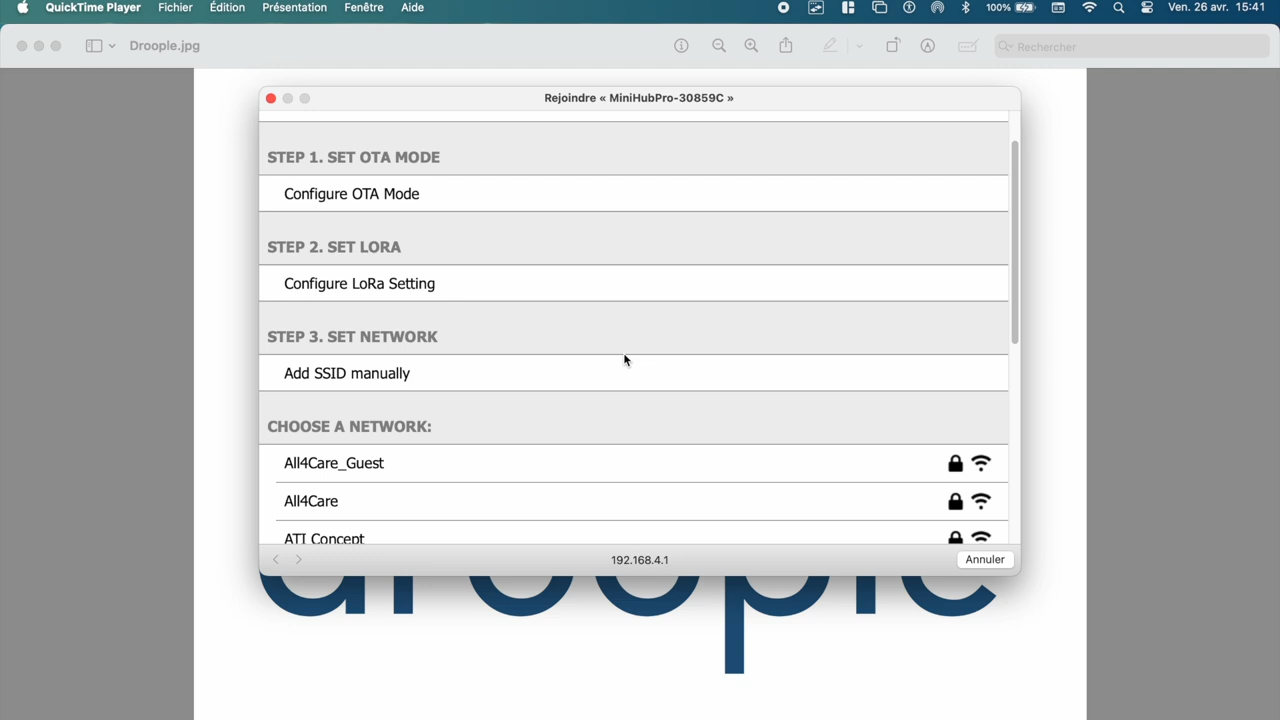 QuickTime Player Fichier Édition Présentation Fenêtre Aide 100% Ven. 26 avr. 15:41
Droople.jpg Rechercher
Rejoindre « MiniHubPro-30859C »
STEP 1. SET OTA MODE
Configure OTA Mode
STEP 2. SET LORA
Configure LoRa Setting
STEP 3. SET NETWORK
Add SSID manually
CHOOSE A NETWORK:
All4Care_Guest
All4Care
ATI Concept
192.168.4.1 Annuler
droople